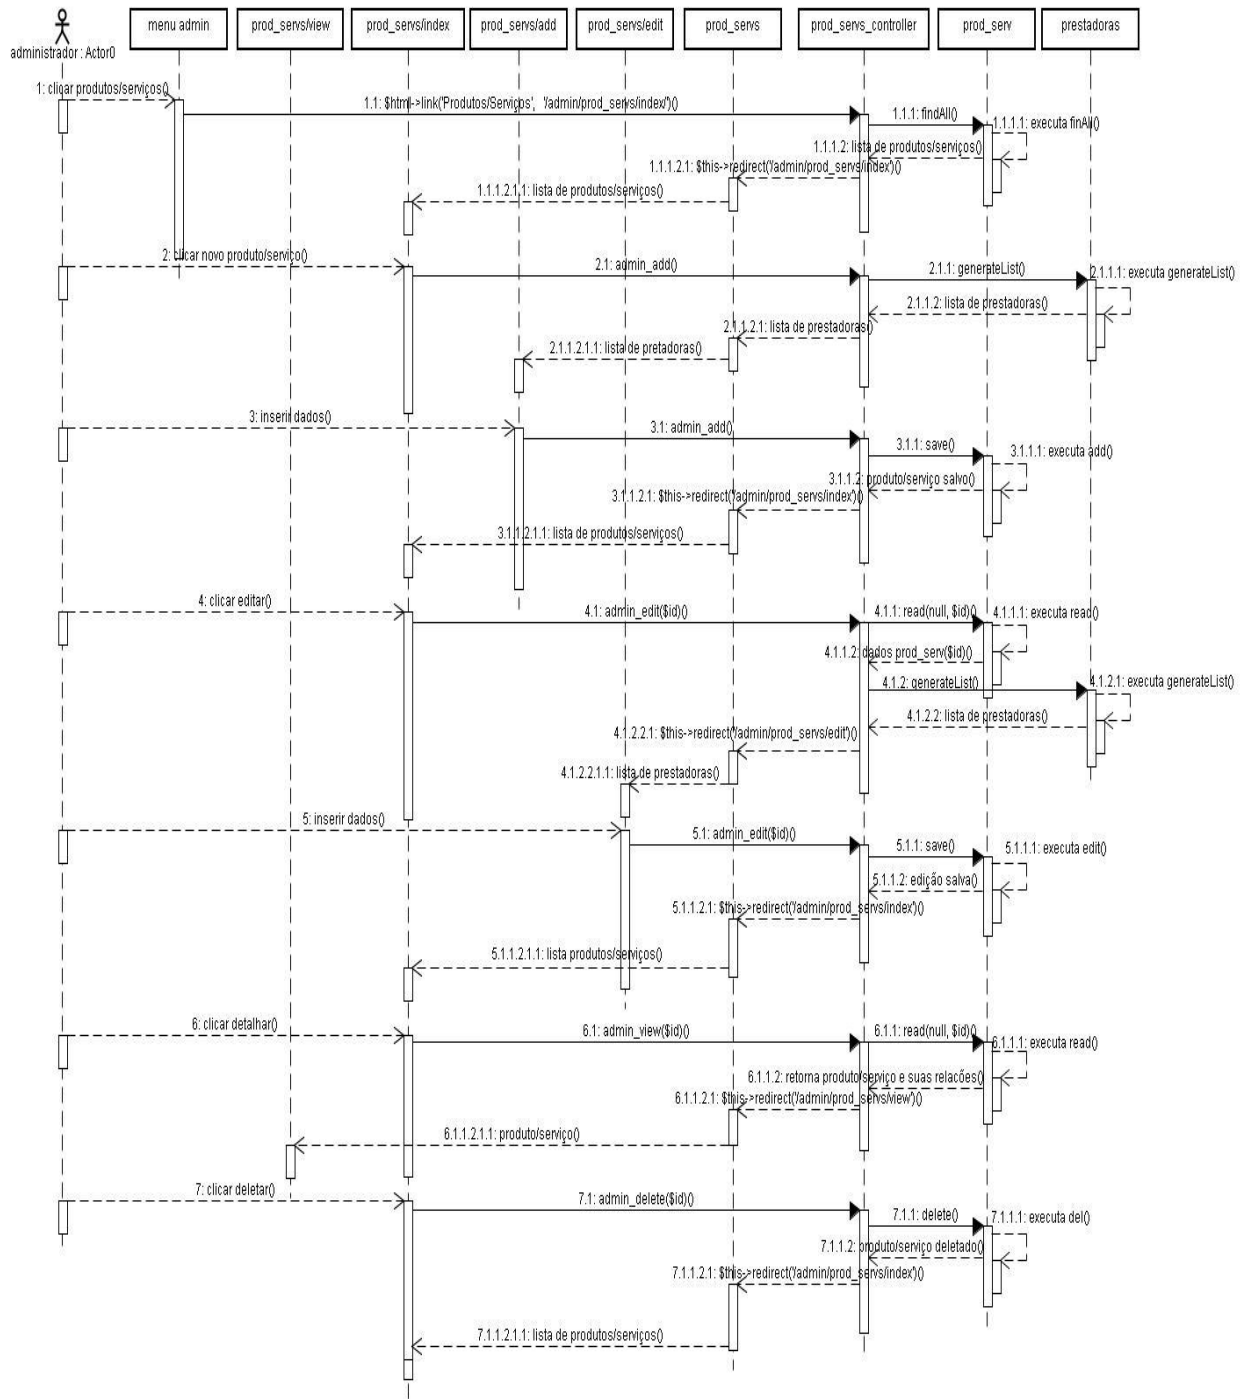 menu admin
prod_servs/view
prod_servs/index
prod_servs/add
prod_servs/edit
prod_servs
prod_servs_controller
prod_serv
prestadoras
administrador : Actor0
1: clicar produtos/serviços()
1.1: $html->link('Produtos/Serviços', '/admin/prod_servs/index/')()
1.1.1: findAll()
1.1.1.1: executa finAll()
1.1.1.2: lista de produtos/serviços()
1.1.1.2.1: $this->redirect('/admin/prod_servs/index')()
1.1.1.2.1.1: lista de produtos/serviços()
2: clicar novo produto/serviço()
2.1: admin_add()
2.1.1: generateList()
2.1.1.1: executa generateList()
2.1.1.2: lista de prestadoras()
2.1.1.2.1: lista de prestadoras()
2.1.1.2.1.1: lista de pretadoras()
3: inserir dados()
3.1: admin_add()
3.1.1: save()
3.1.1.1: executa add()
3.1.1.2: produto/serviço salvo()
3.1.1.2.1: $this->redirect('/admin/prod_servs/index')()
3.1.1.2.1.1: lista de produtos/serviços()
4: clicar editar()
4.1: admin_edit($id)()
4.1.1: read(null, $id)()
4.1.1.1: executa read()
4.1.1.2: dados prod_serv($id)()
4.1.2: generateList()
4.1.2.1: executa generateList()
4.1.2.2: lista de prestadoras()
4.1.2.2.1: $this->redirect('/admin/prod_servs/edit')()
4.1.2.2.1.1: lista de prestadoras()
5: inserir dados()
5.1: admin_edit($id)()
5.1.1: save()
5.1.1.1: executa edit()
5.1.1.2: edição salva()
5.1.1.2.1: $this->redirect('/admin/prod_servs/index')()
5.1.1.2.1.1: lista produtos/serviços()
6: clicar detalhar()
6.1: admin_view($id)()
6.1.1: read(null, $id)()
6.1.1.1: executa read()
6.1.1.2: retorna produto/serviço e suas relacões()
6.1.1.2.1: $this->redirect('/admin/prod_servs/view')()
6.1.1.2.1.1: produto/serviço()
7: clicar deletar()
7.1: admin_delete($id)()
7.1.1: delete()
7.1.1.1: executa del()
7.1.1.2: produto/serviço deletado()
7.1.1.2.1: $this->redirect('/admin/prod_servs/index')()
7.1.1.2.1.1: lista de produtos/serviços()